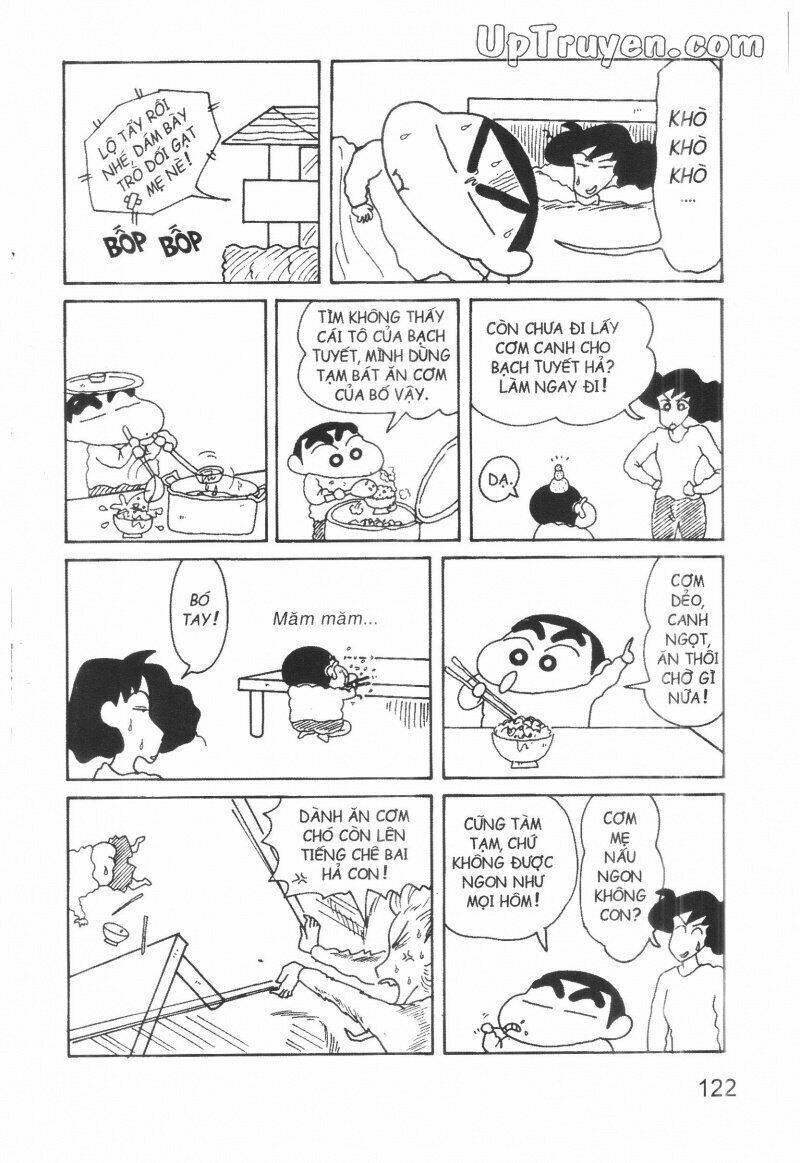 UpTruyen.com
KHÒ
KHÒ
KHÒ
....
LỘ TẨY RỒI
NHÉ, DÁM BÀY
TRÒ DỐI GẠT
MẸ NÈ!
BỐP BỐP
CÒN CHƯA ĐI LẤY
CƠM CANH CHO
BẠCH TUYẾT HẢ?
LÀM NGAY ĐI!
DẠ.
TÌM KHÔNG THẤY
CÁI TÔ CỦA BẠCH
TUYẾT, MÌNH DÙNG
TẠM BÁT ĂN CƠM
CỦA BỐ VẬY.
CƠM
DẺO,
CANH
NGỌT,
ĂN THÔI
CHỜ GÌ
NỮA!
Măm măm...
BÓ
TAY!
CƠM
MẸ
NẤU
NGON
KHÔNG
CON?
CŨNG TÀM
TẠM, CHỨ
KHÔNG ĐƯỢC
NGON NHƯ
MỌI HÔM!
DÀNH ĂN CƠM
CHÓ CÒN LÊN
TIẾNG CHÊ BAI
HẢ CON!
122